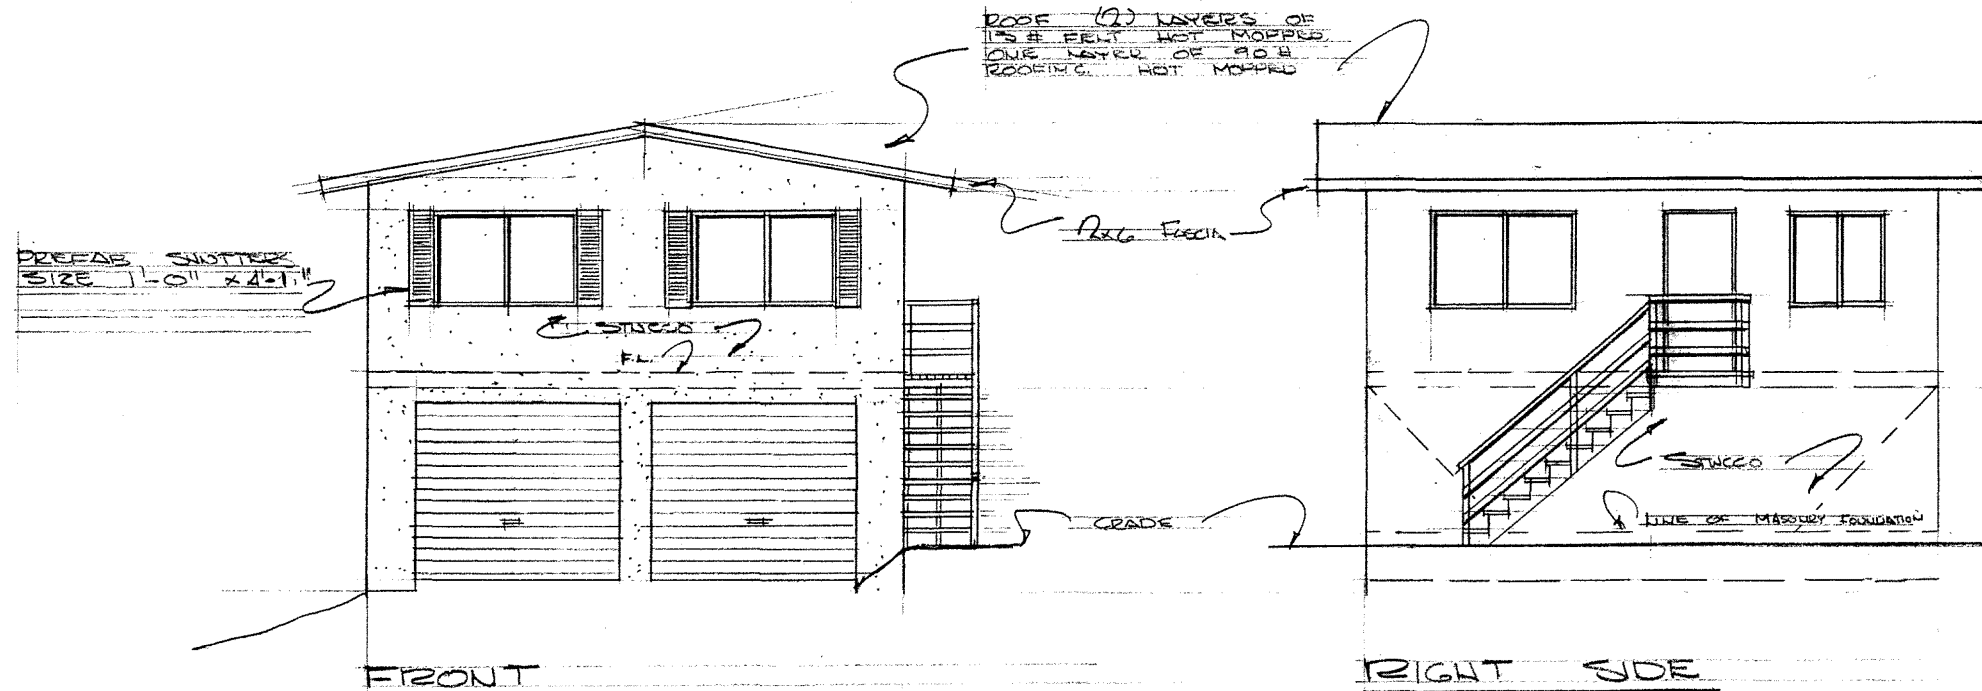 ROOF (2) LAYERS OF
15 # FELT HOT MOPPED
ONE LAYER OF 90 #
ROOFING HOT MOPPED
2x6 FASCIA
PREFAB SHUTTERS
SIZE 1'-0" x 4'-1"
STUCCO
F.L.
STUCCO
GRADE
LINE OF MASONRY FOUNDATION
FRONT
RIGHT SIDE